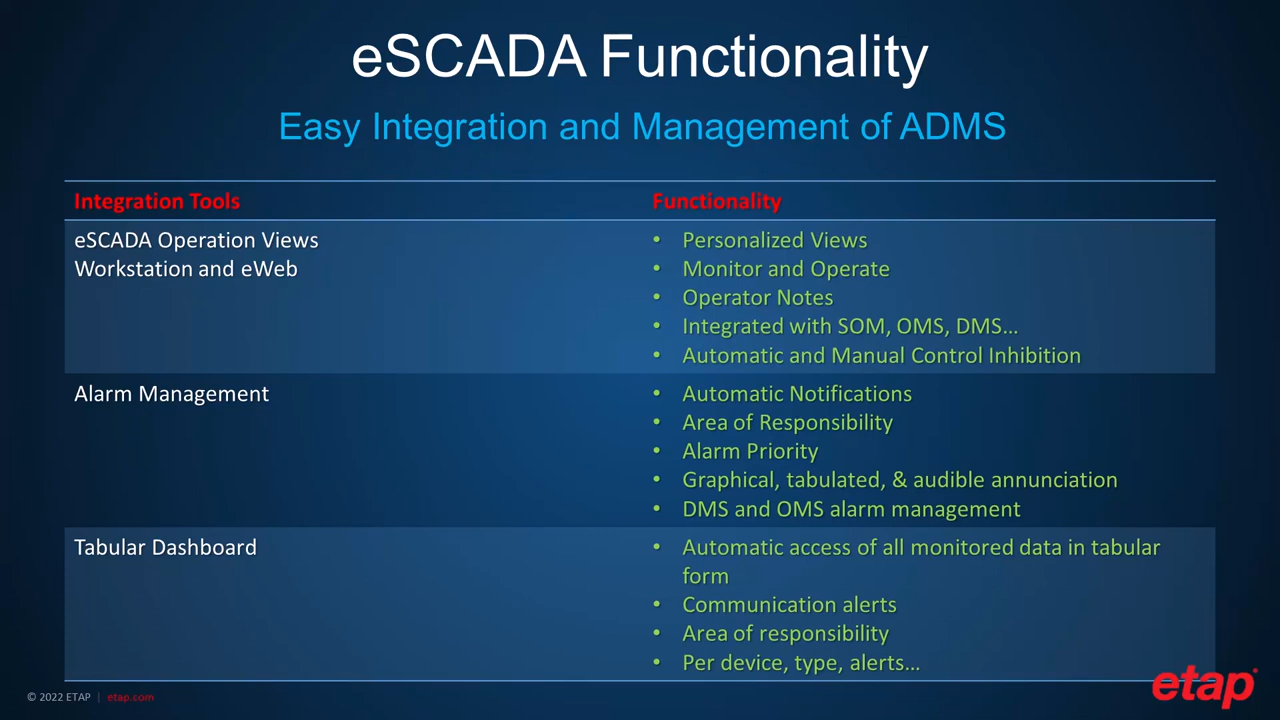 eSCADA Functionality
Easy Integration and Management of ADMS
Integration Tools
Functionality
eSCADA Operation Views
Workstation and eWeb
• Personalized Views
• Monitor and Operate
• Operator Notes
• Integrated with SOM, OMS, DMS…
• Automatic and Manual Control Inhibition
Alarm Management
• Automatic Notifications
• Area of Responsibility
• Alarm Priority
• Graphical, tabulated, & audible annunciation
• DMS and OMS alarm management
Tabular Dashboard
• Automatic access of all monitored data in tabular
form
• Communication alerts
• Area of responsibility
• Per device, type, alerts…
© 2022 ETAP | etap.com
etap